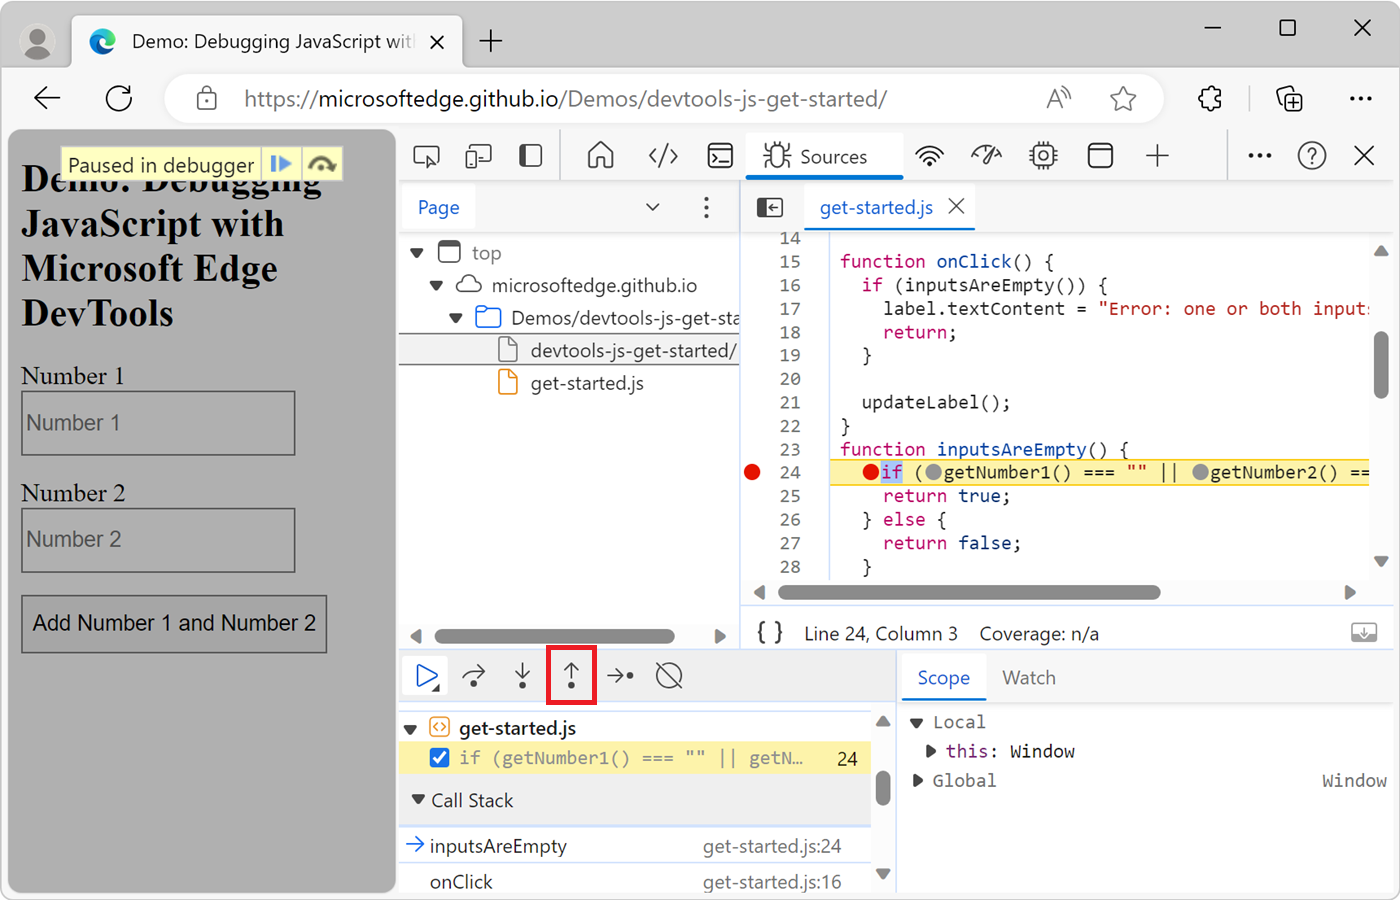 Demo: Debugging JavaScript wit
https://microsoftedge.github.io/Demos/devtools-js-get-started/
Paused in debugger
Demo: Debugging
JavaScript with
Microsoft Edge
DevTools
Number 1
Number 1
Number 2
Number 2
Add Number 1 and Number 2
Sources
Page
top
microsoftedge.github.io
Demos/devtools-js-get-sta
devtools-js-get-started/
get-started.js
get-started.js
14
15 function onClick() {
16 if (inputsAreEmpty()) {
17 label.textContent = "Error: one or both inputs
18 return;
19 }
20
21 updateLabel();
22 }
23 function inputsAreEmpty() {
24 if (getNumber1() === "" || getNumber2() ==
25 return true;
26 } else {
27 return false;
28 }
{ } Line 24, Column 3 Coverage: n/a
get-started.js
if (getNumber1() === "" || getN… 24
Call Stack
inputsAreEmpty get-started.js:24
onClick get-started.js:16
Scope Watch
Local
this: Window
Global Window